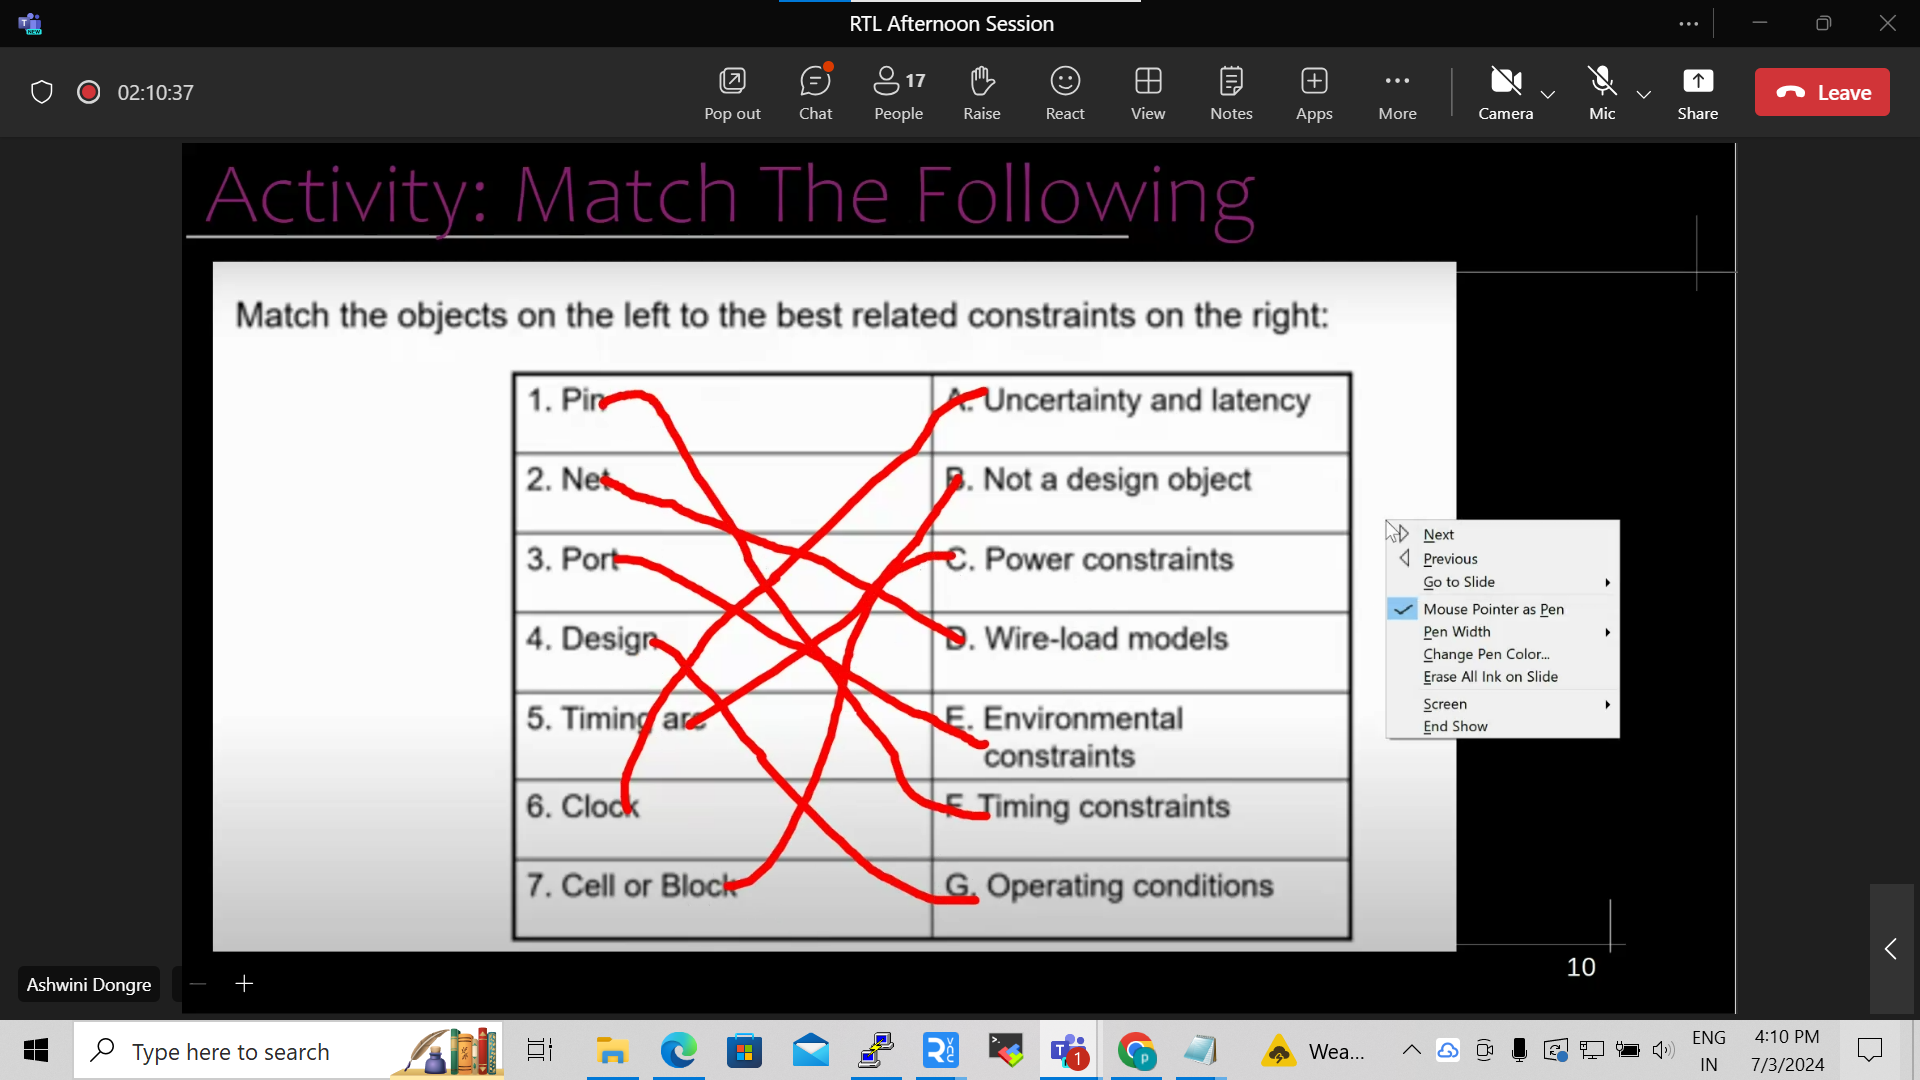 RTL Afternoon Session
02:10:37
Pop out
Chat
17
People
Raise
React
View
Notes
Apps
More
Camera
Mic
Share
Leave
Activity: Match The Following
Match the objects on the left to the best related constraints on the right:
1. Pin
A. Uncertainty and latency
2. Net
B. Not a design object
3. Port
C. Power constraints
4. Design
D. Wire-load models
5. Timing arc
E. Environmental
constraints
6. Clock
F. Timing constraints
7. Cell or Block
G. Operating conditions
Next
Previous
Go to Slide
Mouse Pointer as Pen
Pen Width
Change Pen Color...
Erase All Ink on Slide
Screen
End Show
10
Ashwini Dongre
Type here to search
1
Wea...
ENG
IN
4:10 PM
7/3/2024